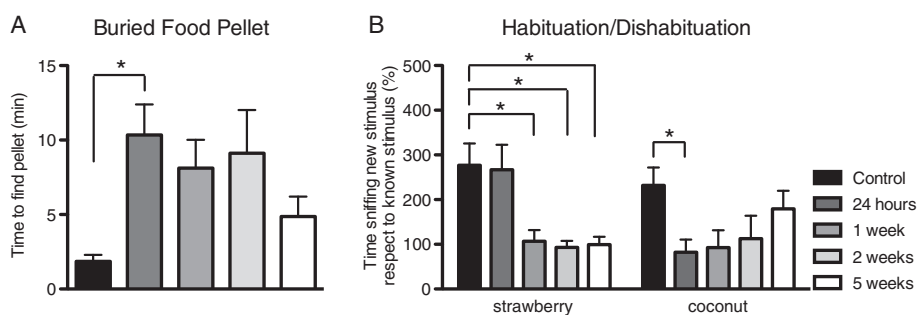 A
Buried Food Pellet
Time to find pellet (min)
15
10
5
0
*
B
Habituation/Dishabituation
Time sniffing new stimulus
respect to known stimulus (%)
500
400
300
200
100
0
*
*
*
*
strawberry
coconut
Control
24 hours
1 week
2 weeks
5 weeks